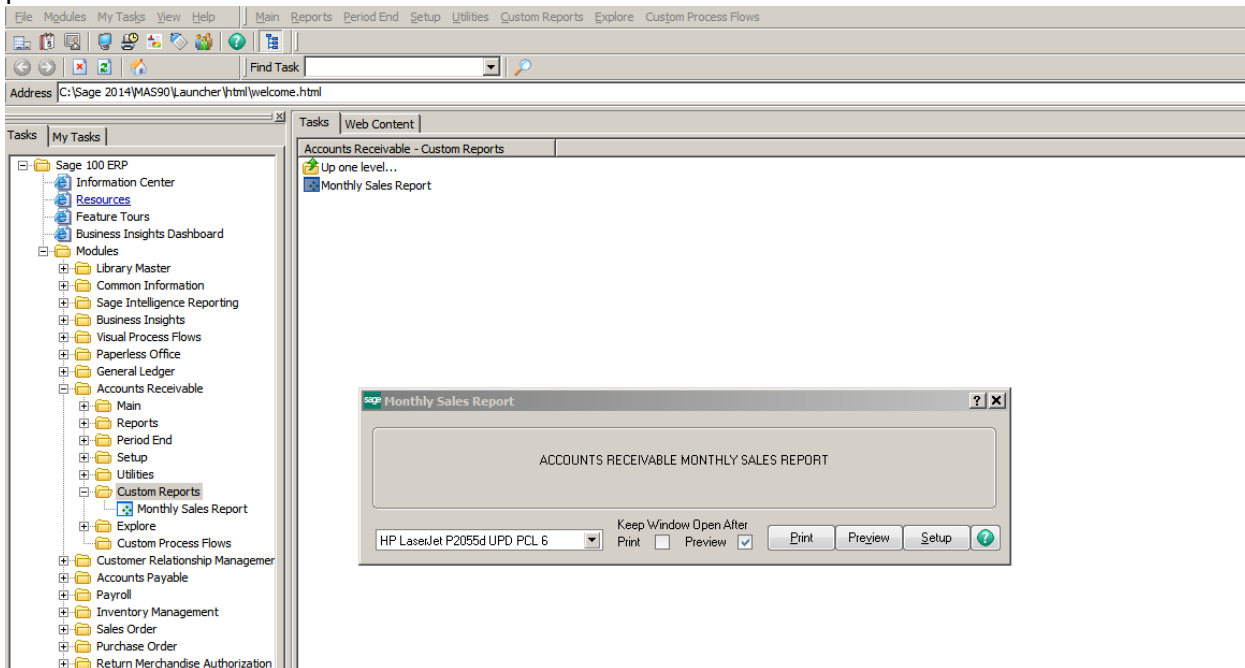 File Modules My Tasks View Help Main Reports Period End Setup Utilities Custom Reports Explore Custom Process Flows
Find Task
Address C:\Sage 2014\MAS90\Launcher\html\welcome.html
Tasks My Tasks
Tasks Web Content
Accounts Receivable - Custom Reports
Up one level...
Monthly Sales Report
Sage 100 ERP
Information Center
Resources
Feature Tours
Business Insights Dashboard
Modules
Library Master
Common Information
Sage Intelligence Reporting
Business Insights
Visual Process Flows
Paperless Office
General Ledger
Accounts Receivable
Main
Reports
Period End
Setup
Utilities
Custom Reports
Monthly Sales Report
Explore
Custom Process Flows
Customer Relationship Managemer
Accounts Payable
Payroll
Inventory Management
Sales Order
Purchase Order
Return Merchandise Authorization
sage Monthly Sales Report
ACCOUNTS RECEIVABLE MONTHLY SALES REPORT
HP LaserJet P2055d UPD PCL 6
Keep Window Open After
Print Preview
Print Preview Setup